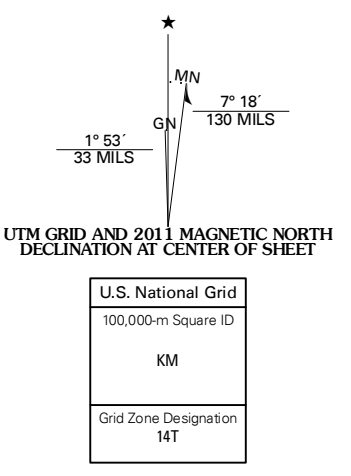 ★
MN
7° 18´
130 MILS
GN
1° 53´
33 MILS
UTM GRID AND 2011 MAGNETIC NORTH
DECLINATION AT CENTER OF SHEET
U.S. National Grid
100,000-m Square ID
KM
Grid Zone Designation
14T